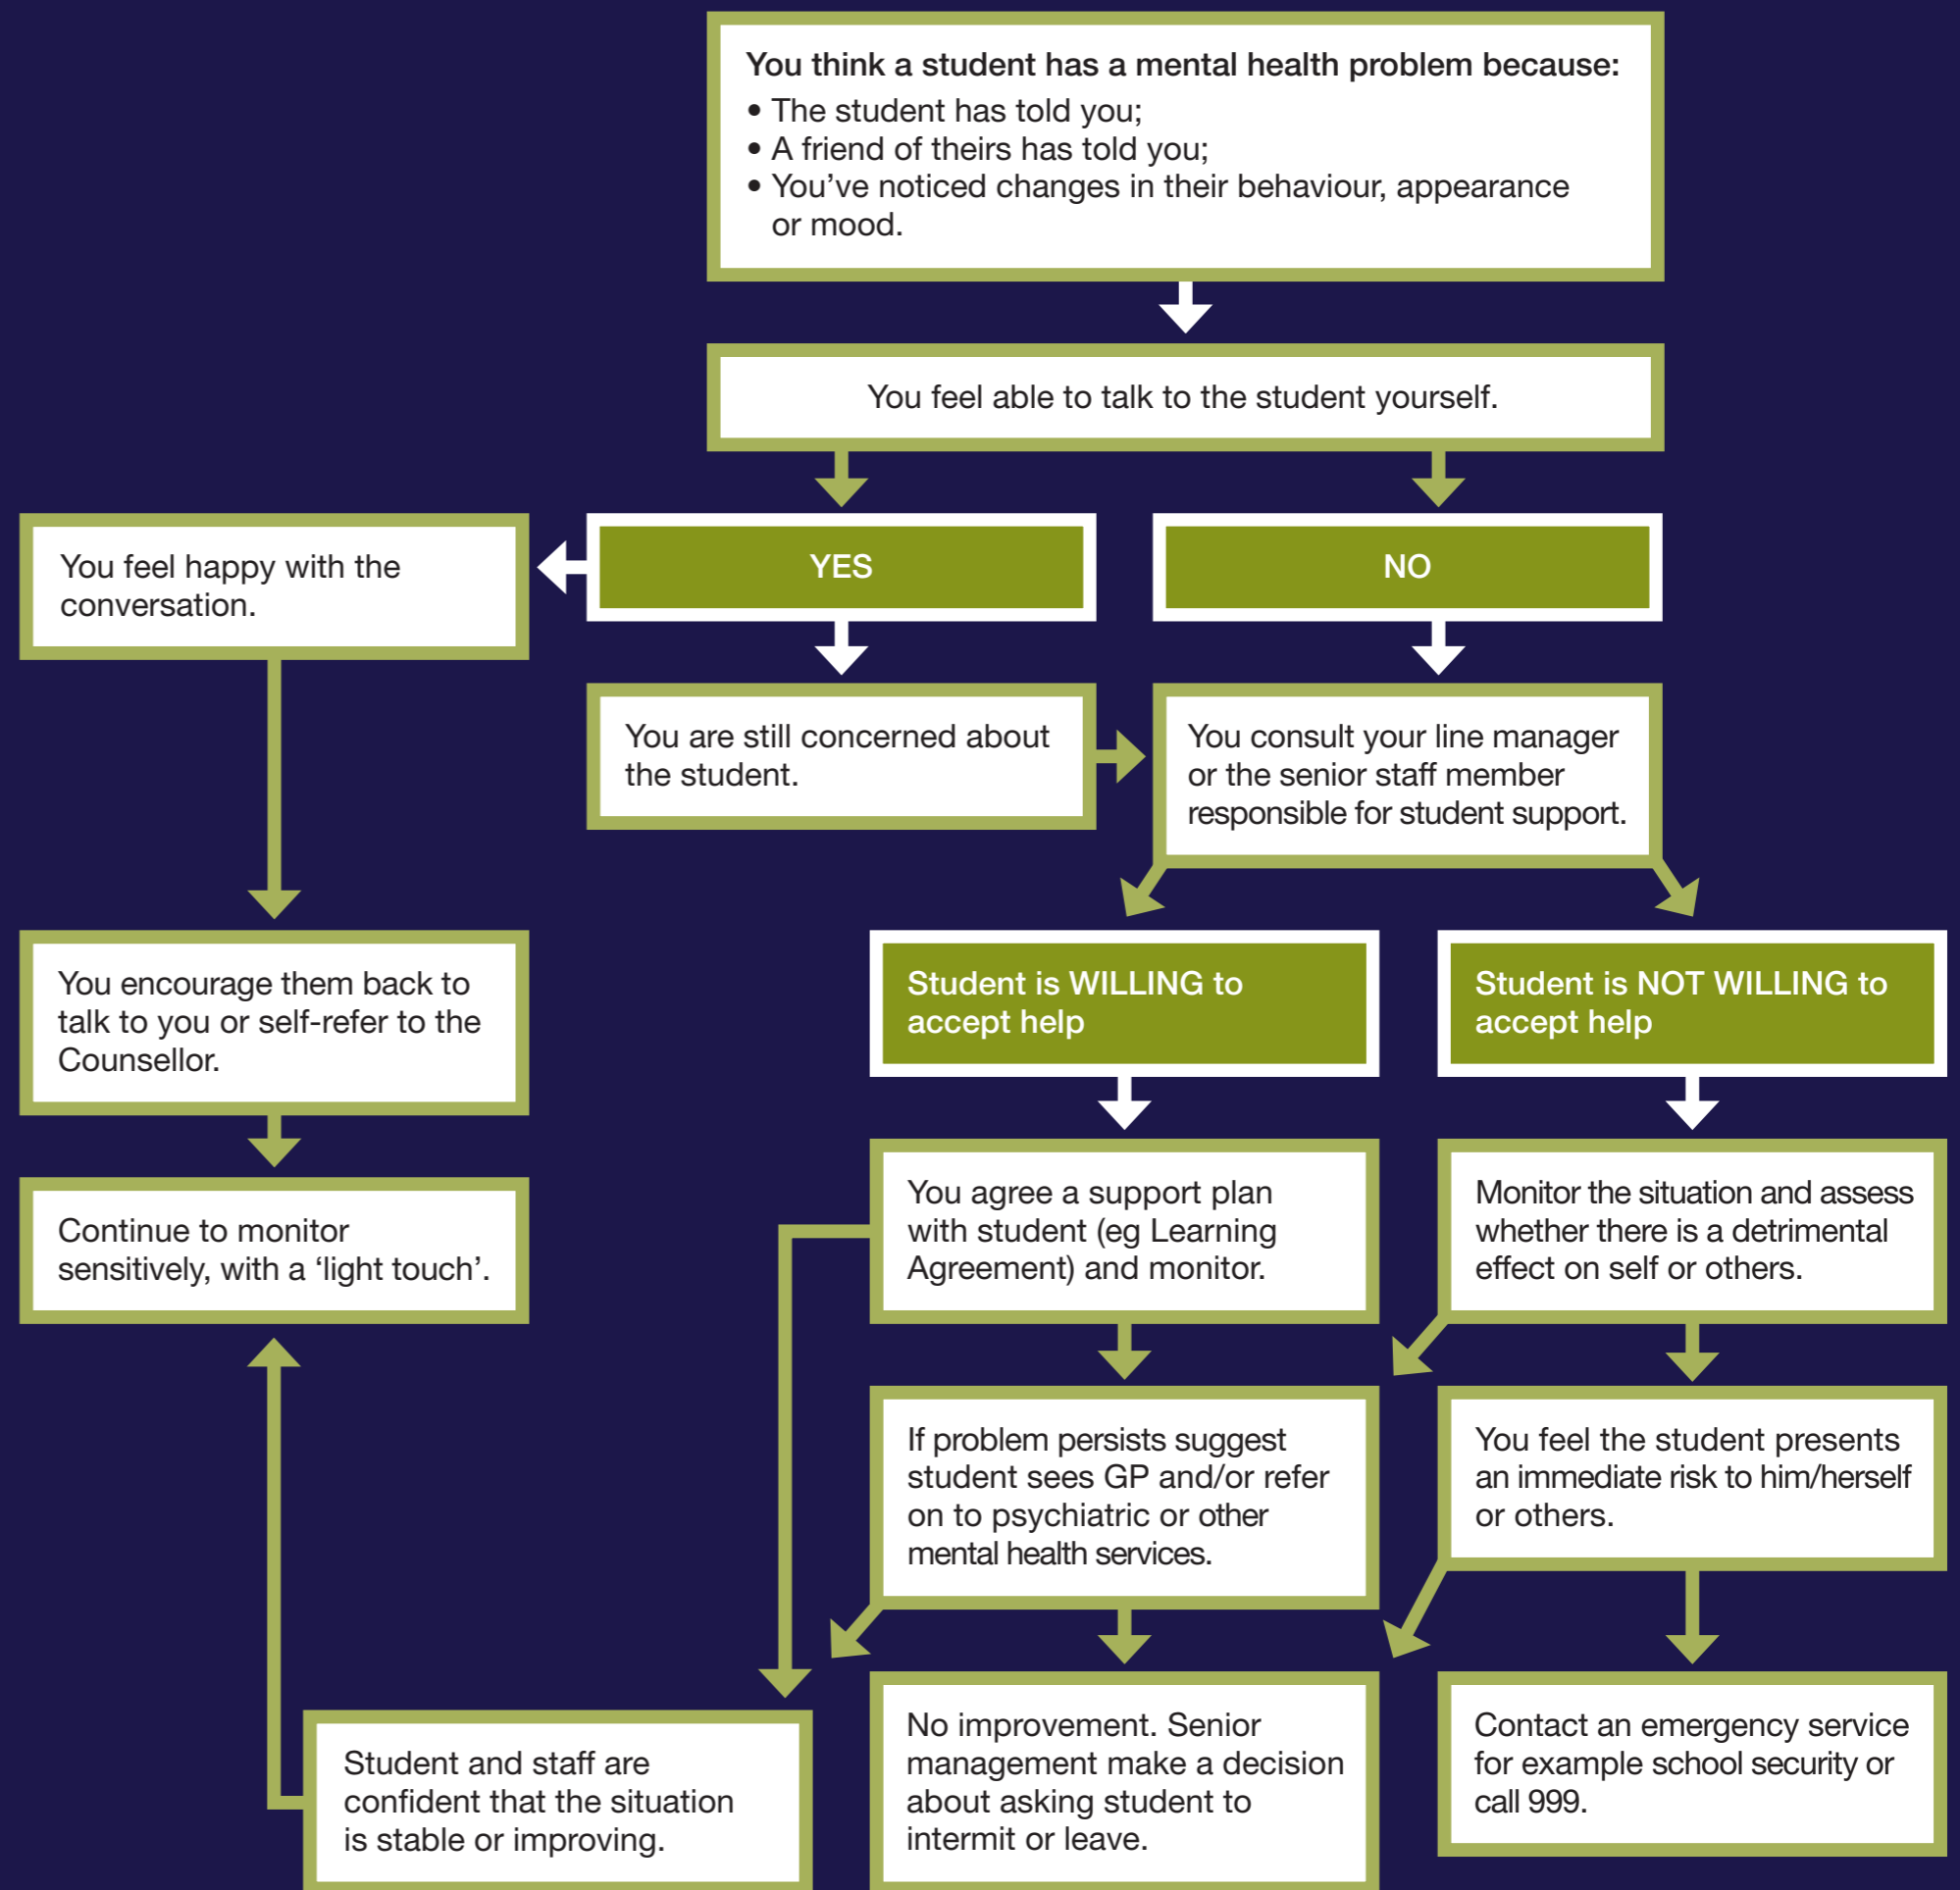 You think a student has a mental health problem because:
• The student has told you;
• A friend of theirs has told you;
• You’ve noticed changes in their behaviour, appearance
or mood.
You feel able to talk to the student yourself.
YES
NO
You feel happy with the
conversation.
You are still concerned about
the student.
You consult your line manager
or the senior staff member
responsible for student support.
You encourage them back to
talk to you or self-refer to the
Counsellor.
Student is WILLING to
accept help
Student is NOT WILLING to
accept help
Continue to monitor
sensitively, with a ‘light touch’.
You agree a support plan
with student (eg Learning
Agreement) and monitor.
Monitor the situation and assess
whether there is a detrimental
effect on self or others.
If problem persists suggest
student sees GP and/or refer
on to psychiatric or other
mental health services.
You feel the student presents
an immediate risk to him/herself
or others.
Student and staff are
confident that the situation
is stable or improving.
No improvement. Senior
management make a decision
about asking student to
intermit or leave.
Contact an emergency service
for example school security or
call 999.